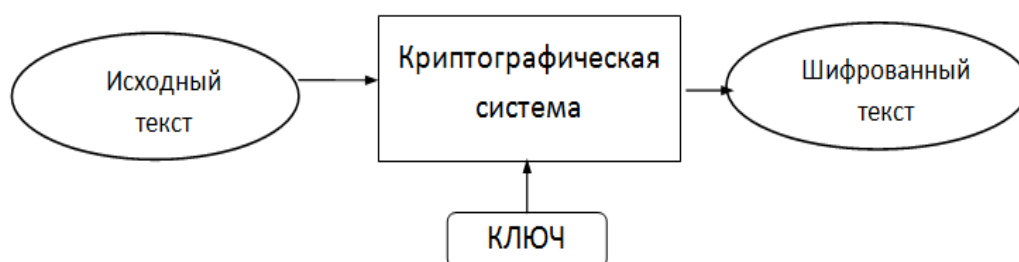 Исходный
текст
Криптографическая
система
Шифрованный
текст
КЛЮЧ